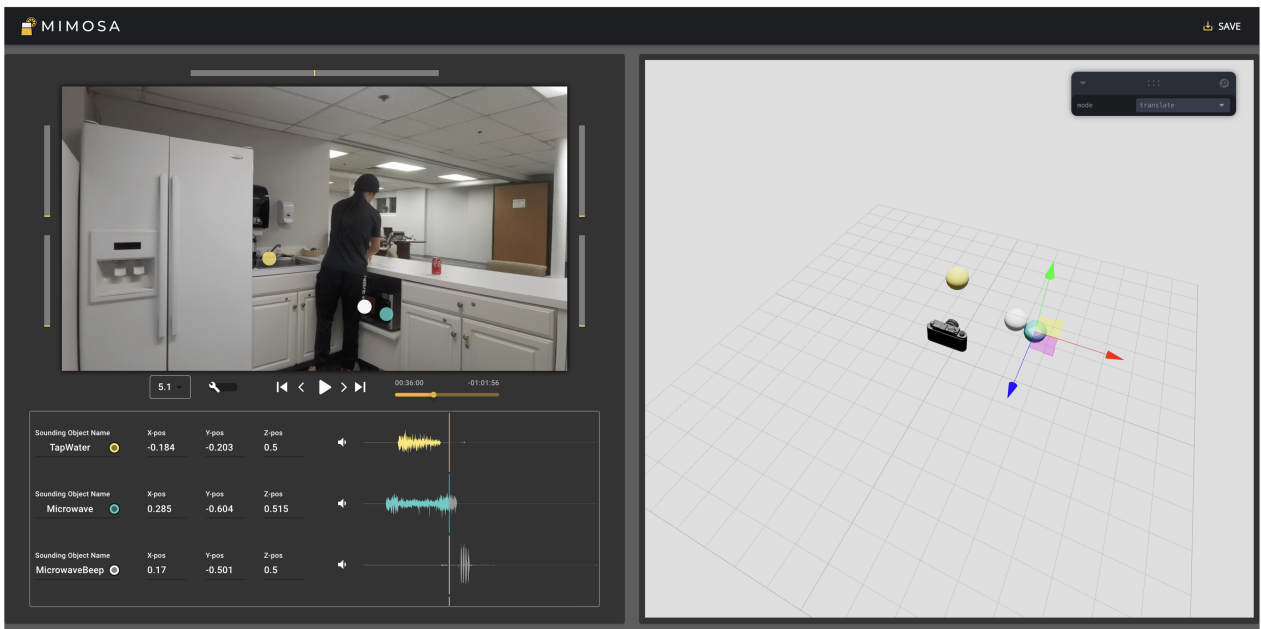 MIMOSA
SAVE
mode
translate
5.1
00:36:00
-01:01:56
Sounding Object Name X-pos Y-pos Z-pos
TapWater -0.184 -0.203 0.5
Sounding Object Name X-pos Y-pos Z-pos
Microwave 0.285 -0.604 0.515
Sounding Object Name X-pos Y-pos Z-pos
MicrowaveBeep 0.17 -0.501 0.5